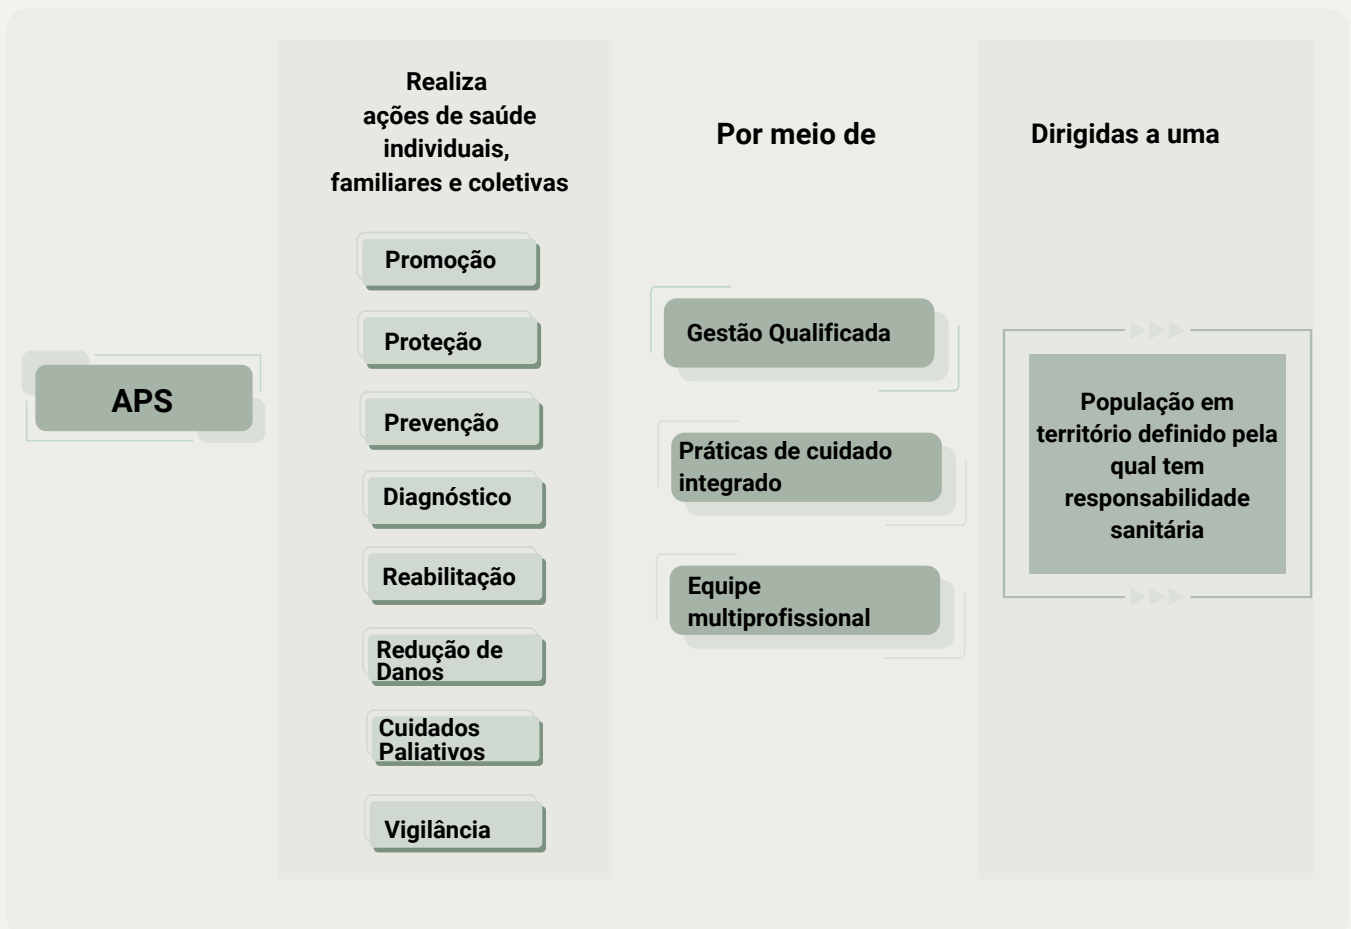 APS
Realiza
ações de saúde
individuais,
familiares e coletivas
Promoção
Proteção
Prevenção
Diagnóstico
Reabilitação
Redução de
Danos
Cuidados
Paliativos
Vigilância
Por meio de
Gestão Qualificada
Práticas de cuidado
integrado
Equipe
multiprofissional
Dirigidas a uma
População em
território definido pela
qual tem
responsabilidade
sanitária